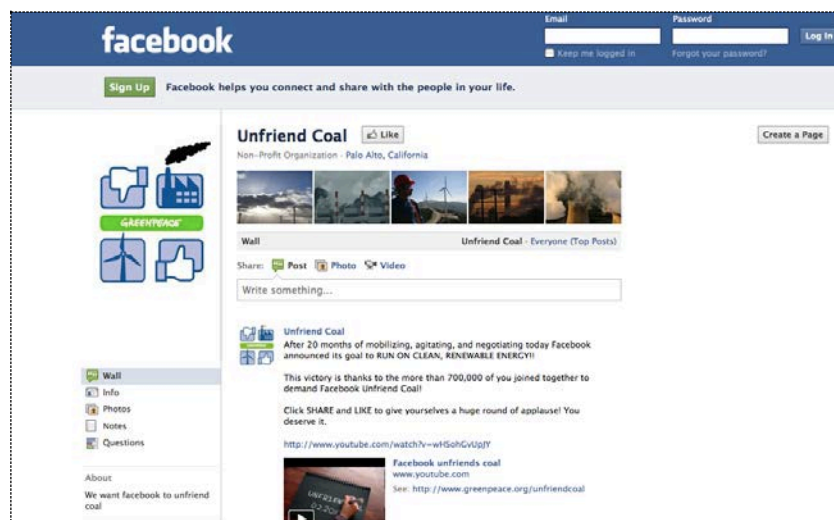 Email
Password
facebook
Log In
Keep me logged in
Forgot your password?
Sign Up
Facebook helps you connect and share with the people in your life.
Unfriend Coal
Like
Create a Page
Non-Profit Organization · Palo Alto, California
GREENPEACE
Wall
Unfriend Coal · Everyone (Top Posts)
Share:
Post
Photo
Video
Write something...
Unfriend Coal
After 20 months of mobilizing, agitating, and negotiating today Facebook
announced its goal to RUN ON CLEAN, RENEWABLE ENERGY!!
This victory is thanks to the more than 700,000 of you joined together to
demand Facebook Unfriend Coal!
Click SHARE and LIKE to give yourselves a huge round of applause! You
deserve it.
http://www.youtube.com/watch?v=wHSohGvUpJY
Facebook unfriends coal
www.youtube.com
See: http://www.greenpeace.org/unfriendcoal
Wall
Info
Photos
Notes
Questions
About
We want facebook to unfriend
coal